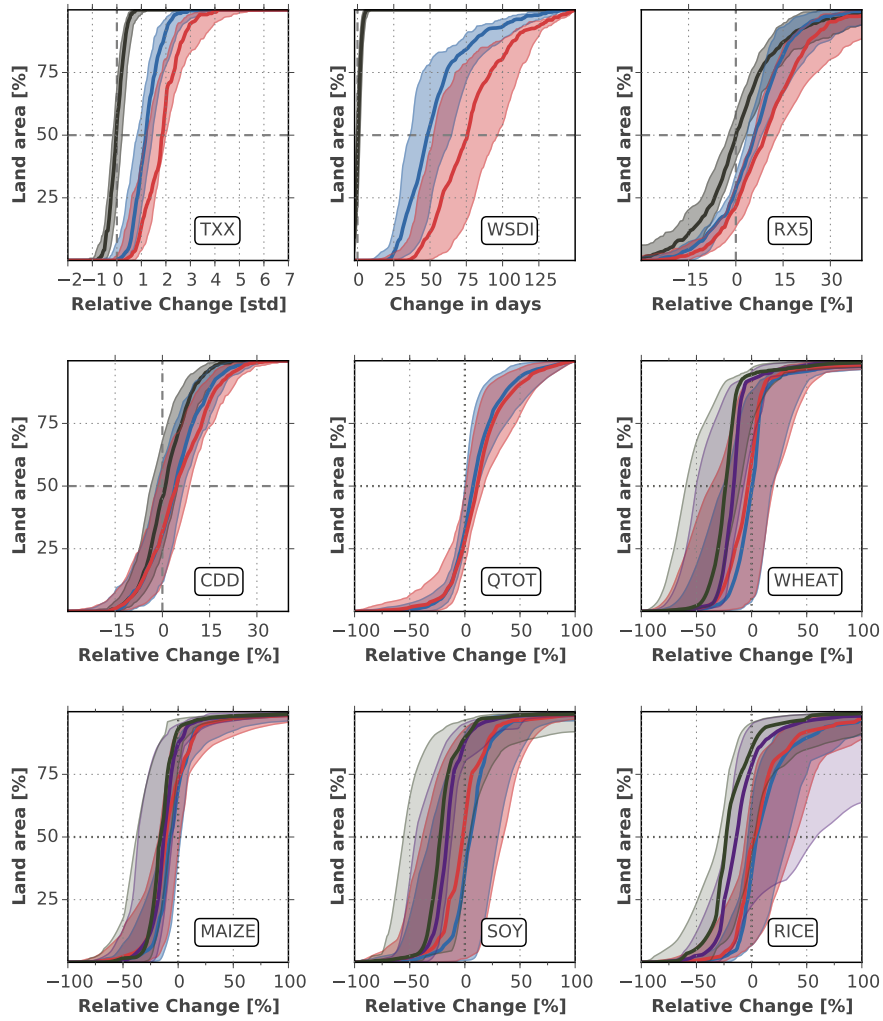 Land area [%]
75
50
25
TXX
−2 −1 0 1 2 3 4 5 6 7
Relative Change [std]
Land area [%]
75
50
25
WSDI
0 25 50 75 100 125
Change in days
Land area [%]
75
50
25
RX5
−15 0 15 30
Relative Change [%]
Land area [%]
75
50
25
CDD
−15 0 15 30
Relative Change [%]
Land area [%]
75
50
25
QTOT
−100 −50 0 50 100
Relative Change [%]
Land area [%]
75
50
25
WHEAT
−100 −50 0 50 100
Relative Change [%]
Land area [%]
75
50
25
MAIZE
−100 −50 0 50 100
Relative Change [%]
Land area [%]
75
50
25
SOY
−100 −50 0 50 100
Relative Change [%]
Land area [%]
75
50
25
RICE
−100 −50 0 50 100
Relative Change [%]